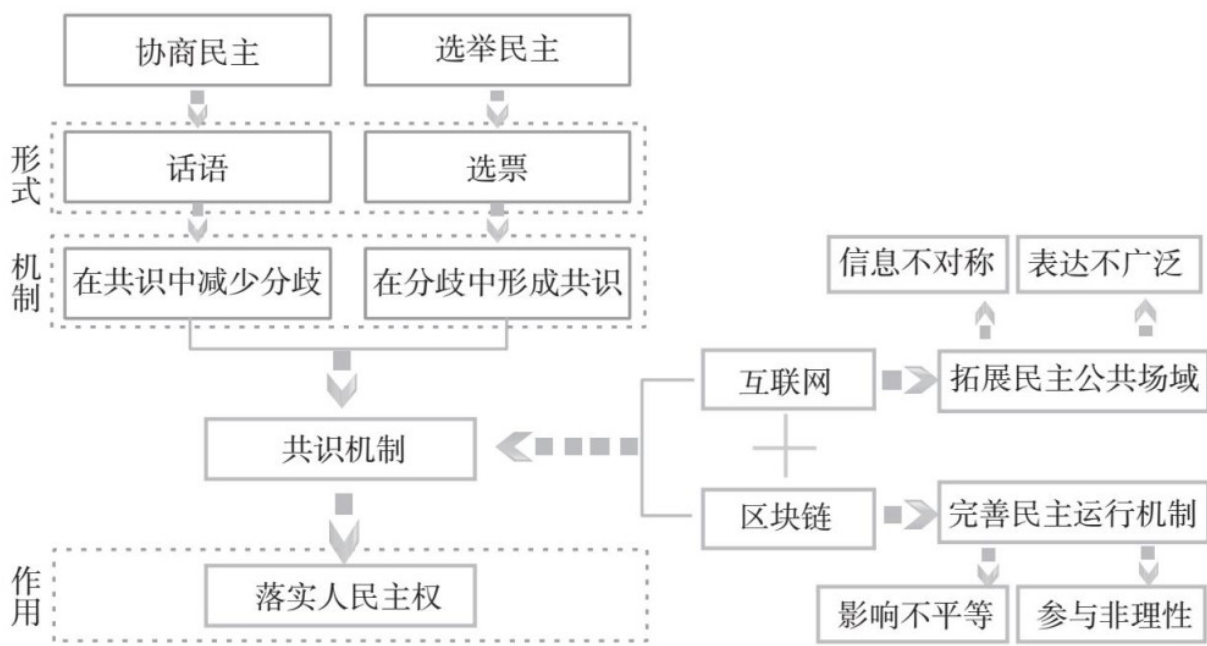 协商民主
选举民主
形式
话语
选票
机制
在共识中减少分歧
在分歧中形成共识
信息不对称
表达不广泛
互联网
拓展民主公共场域
共识机制
区块链
完善民主运行机制
作用
落实人民主权
影响不平等
参与非理性